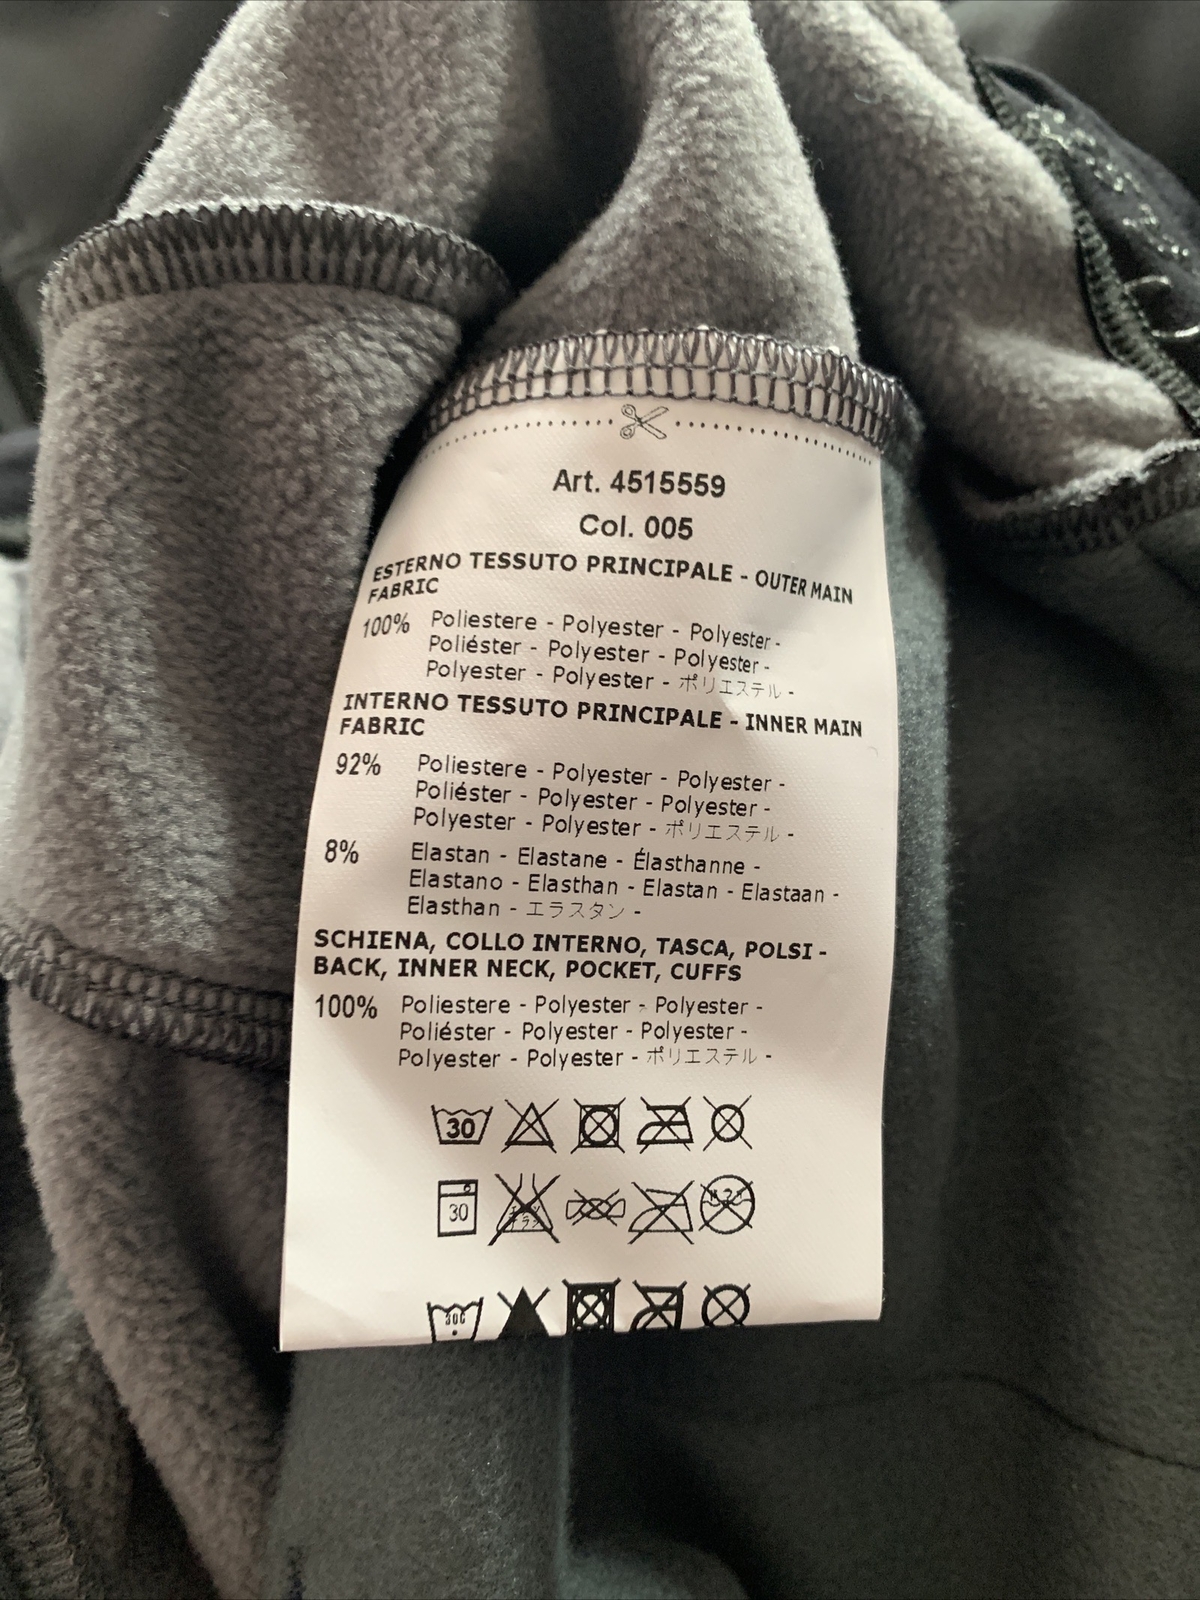 Art. 4515559
Col. 005
ESTERNO TESSUTO PRINCIPALE - OUTER MAIN
FABRIC
100% Poliestere - Polyester - Polyester -
Poliéster - Polyester - Polyester -
Polyester - Polyester - ポリエステル -
INTERNO TESSUTO PRINCIPALE - INNER MAIN
FABRIC
92% Poliestere - Polyester - Polyester -
Poliéster - Polyester - Polyester -
Polyester - Polyester - ポリエステル -
8% Elastan - Elastane - Élasthanne -
Elastano - Elasthan - Elastan - Elastaan -
Elasthan - エラスタン -
SCHIENA, COLLO INTERNO, TASCA, POLSI -
BACK, INNER NECK, POCKET, CUFFS
100% Poliestere - Polyester - Polyester -
Poliéster - Polyester - Polyester -
Polyester - Polyester - ポリエステル -
30
30